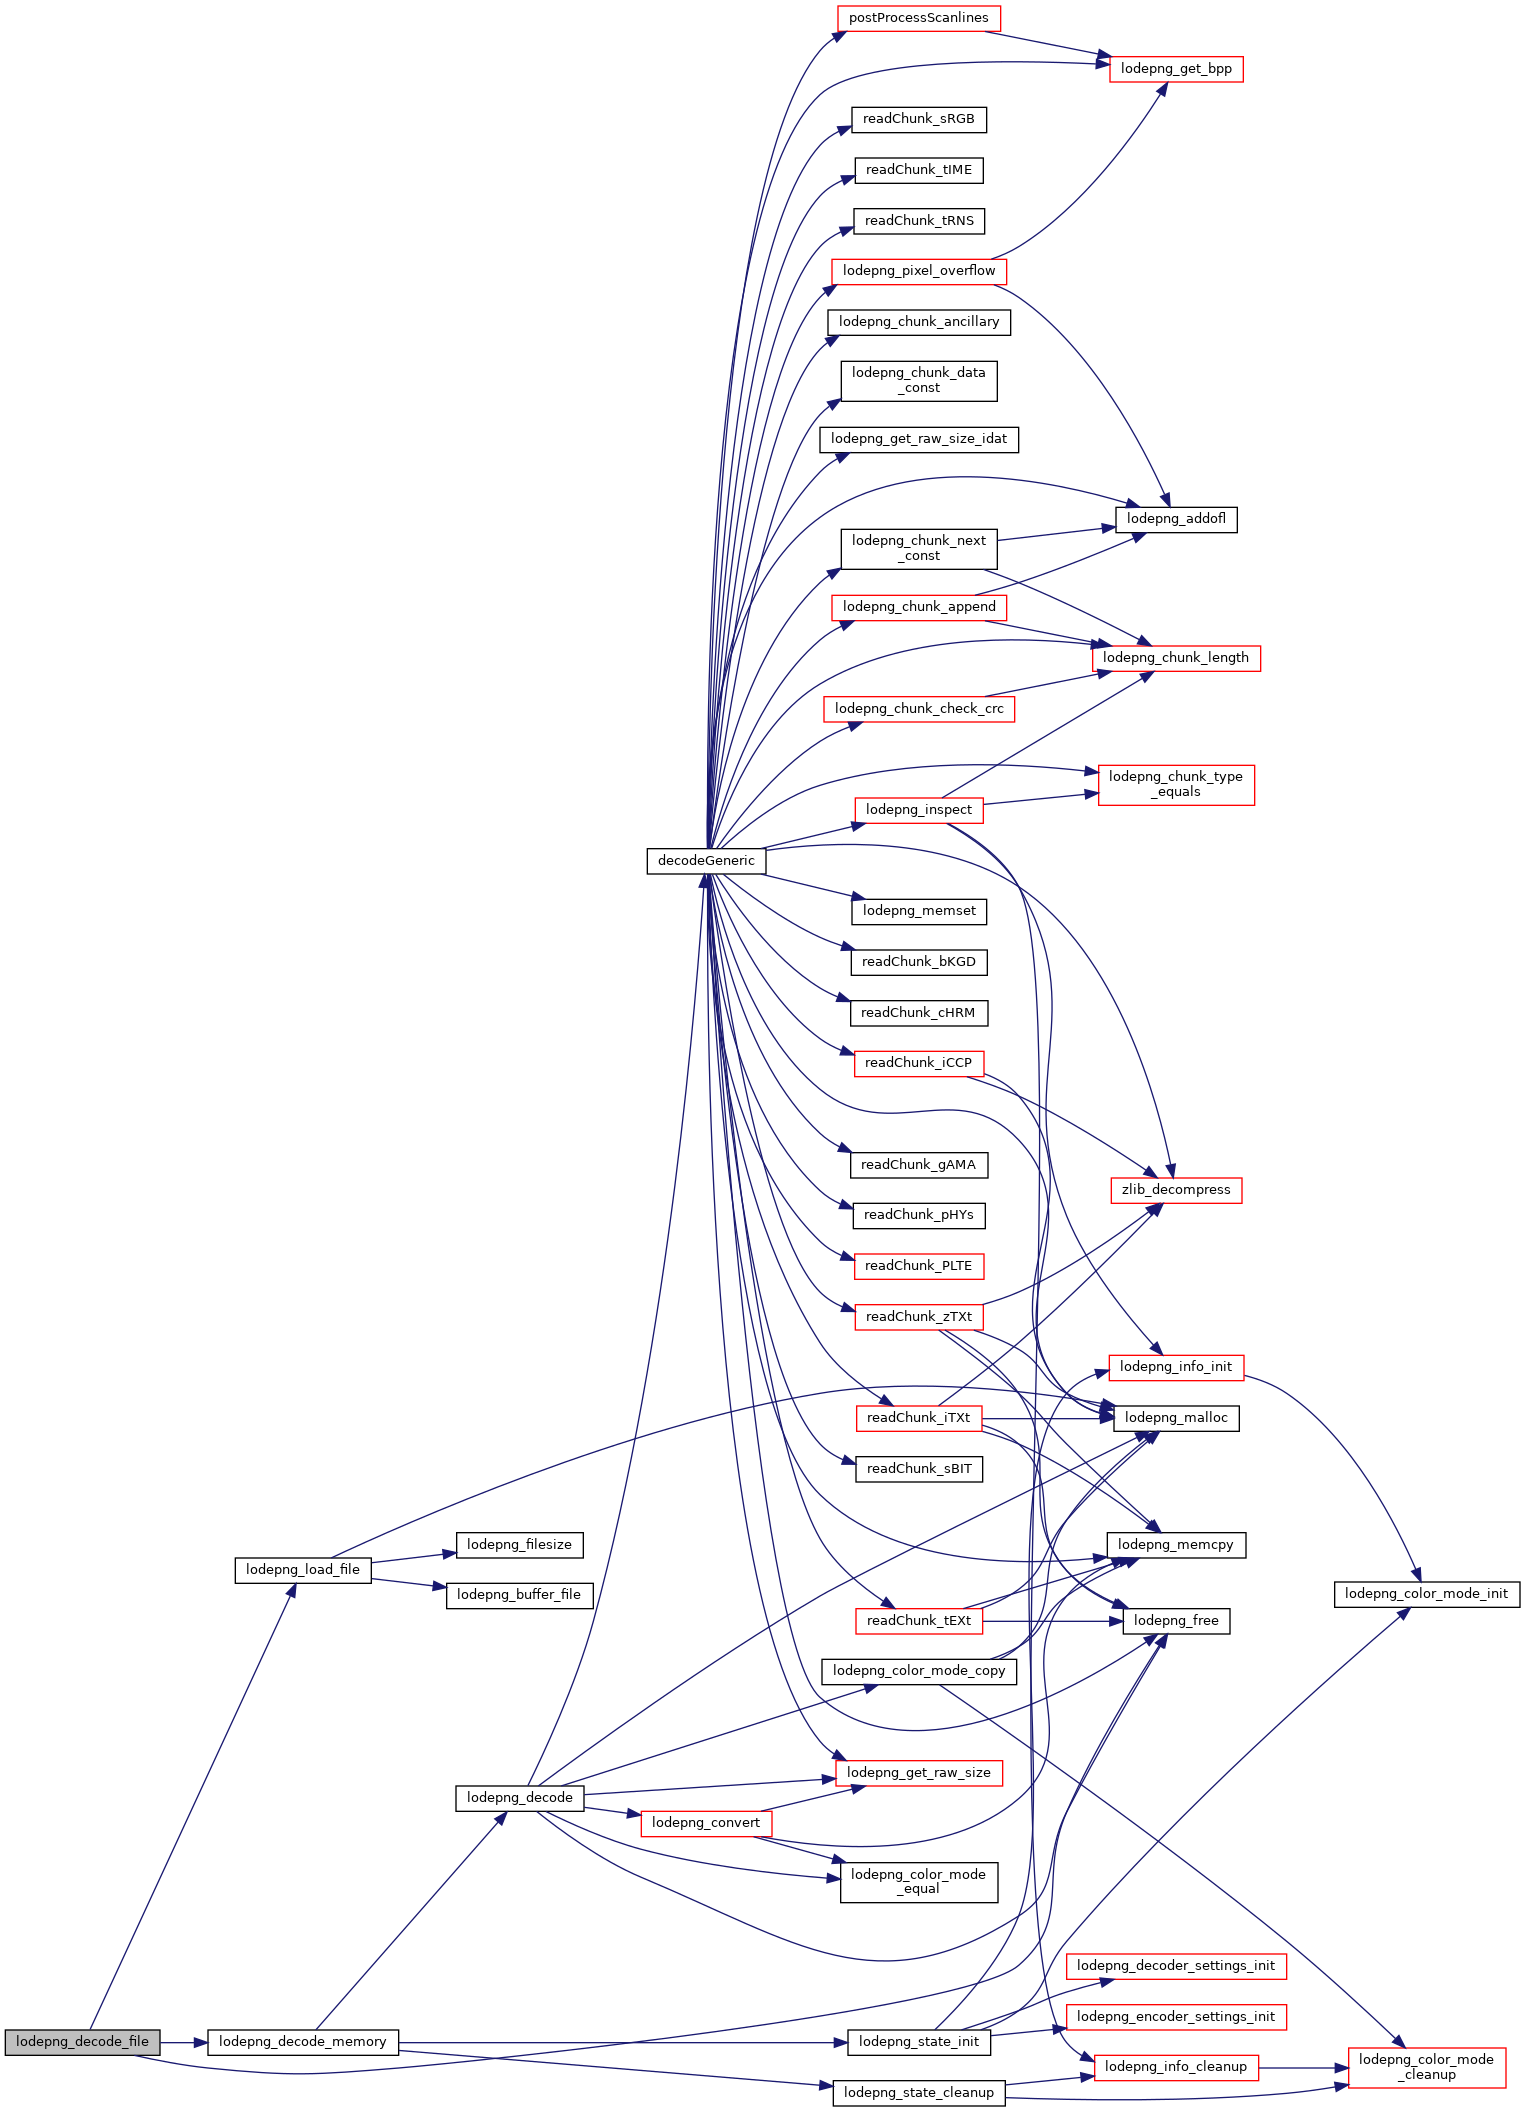 postProcessScanlines
lodepng_get_bpp
readChunk_sRGB
readChunk_tIME
readChunk_tRNS
lodepng_pixel_overflow
lodepng_chunk_ancillary
lodepng_chunk_data
_const
lodepng_get_raw_size_idat
lodepng_addofl
lodepng_chunk_next
_const
lodepng_chunk_append
lodepng_chunk_length
lodepng_chunk_check_crc
lodepng_chunk_type
_equals
lodepng_inspect
decodeGeneric
lodepng_memset
readChunk_bKGD
readChunk_cHRM
readChunk_iCCP
readChunk_gAMA
zlib_decompress
readChunk_pHYs
readChunk_PLTE
readChunk_zTXt
lodepng_info_init
readChunk_iTXt
lodepng_malloc
readChunk_sBIT
lodepng_filesize
lodepng_memcpy
lodepng_load_file
lodepng_buffer_file
lodepng_color_mode_init
readChunk_tEXt
lodepng_free
lodepng_color_mode_copy
lodepng_get_raw_size
lodepng_decode
lodepng_convert
lodepng_color_mode
_equal
lodepng_decoder_settings_init
lodepng_encoder_settings_init
lodepng_decode_file
lodepng_decode_memory
lodepng_state_init
lodepng_info_cleanup
lodepng_color_mode
_cleanup
lodepng_state_cleanup